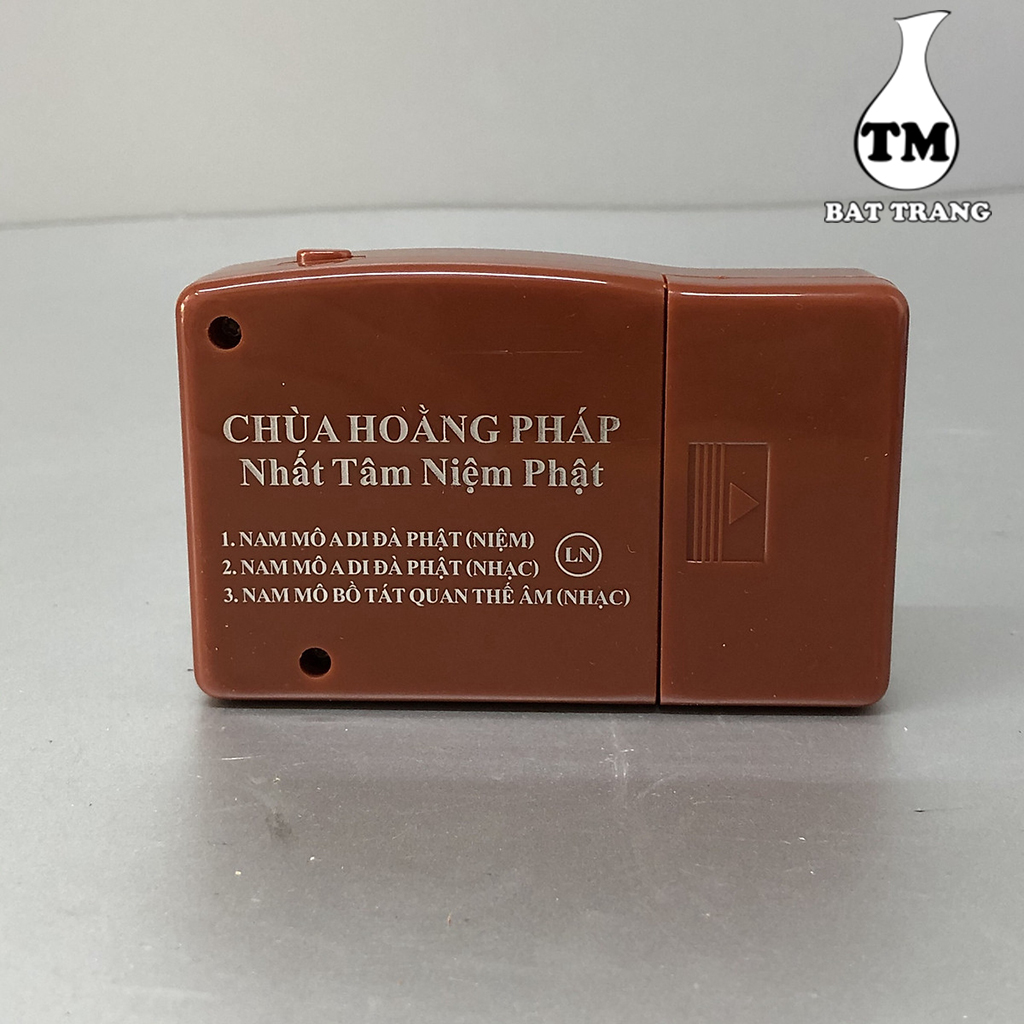 TM
BAT TRANG
CHÙA HOẰNG PHÁP
Nhất Tâm Niệm Phật
1. NAM MÔ A DI ĐÀ PHẬT (NIỆM)
2. NAM MÔ A DI ĐÀ PHẬT (NHẠC)
LN
3. NAM MÔ BỒ TÁT QUAN THẾ ÂM (NHẠC)